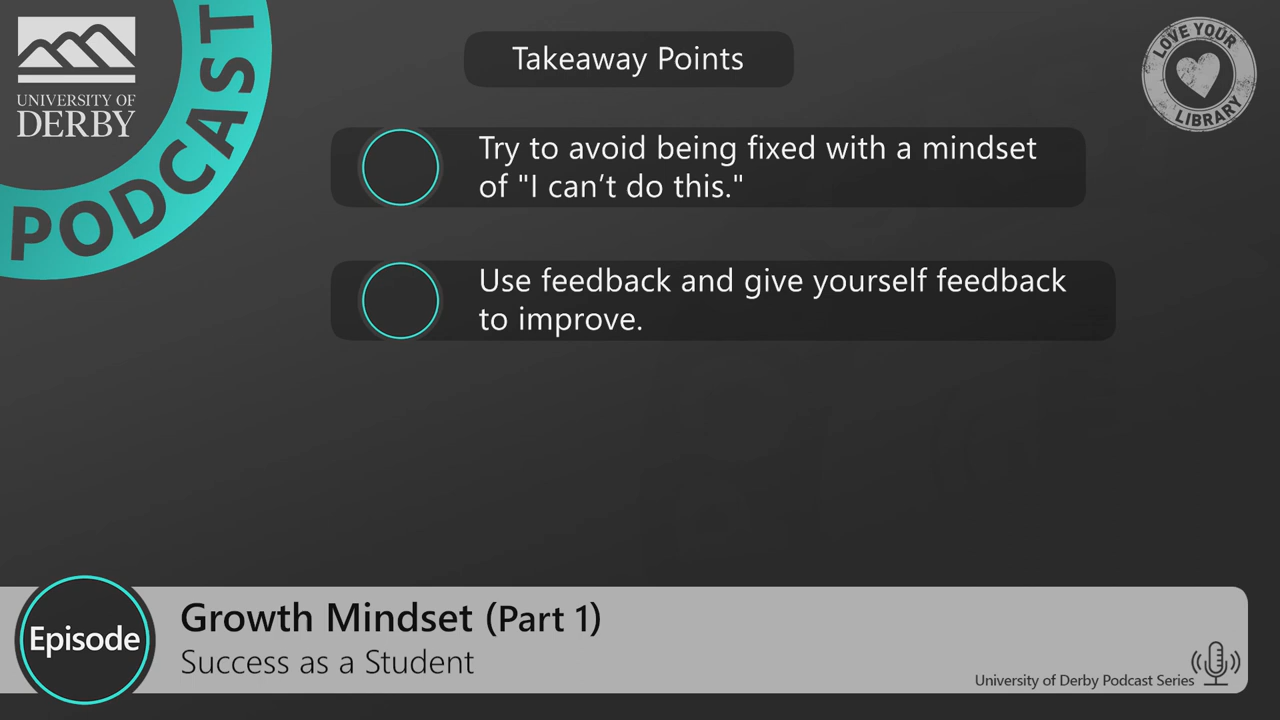 PODCAST
UNIVERSITY OF
DERBY
Takeaway Points
LOVE YOUR
LIBRARY
Try to avoid being fixed with a mindset
of "I can’t do this."
Use feedback and give yourself feedback
to improve.
Episode
Growth Mindset (Part 1)
Success as a Student
University of Derby Podcast Series